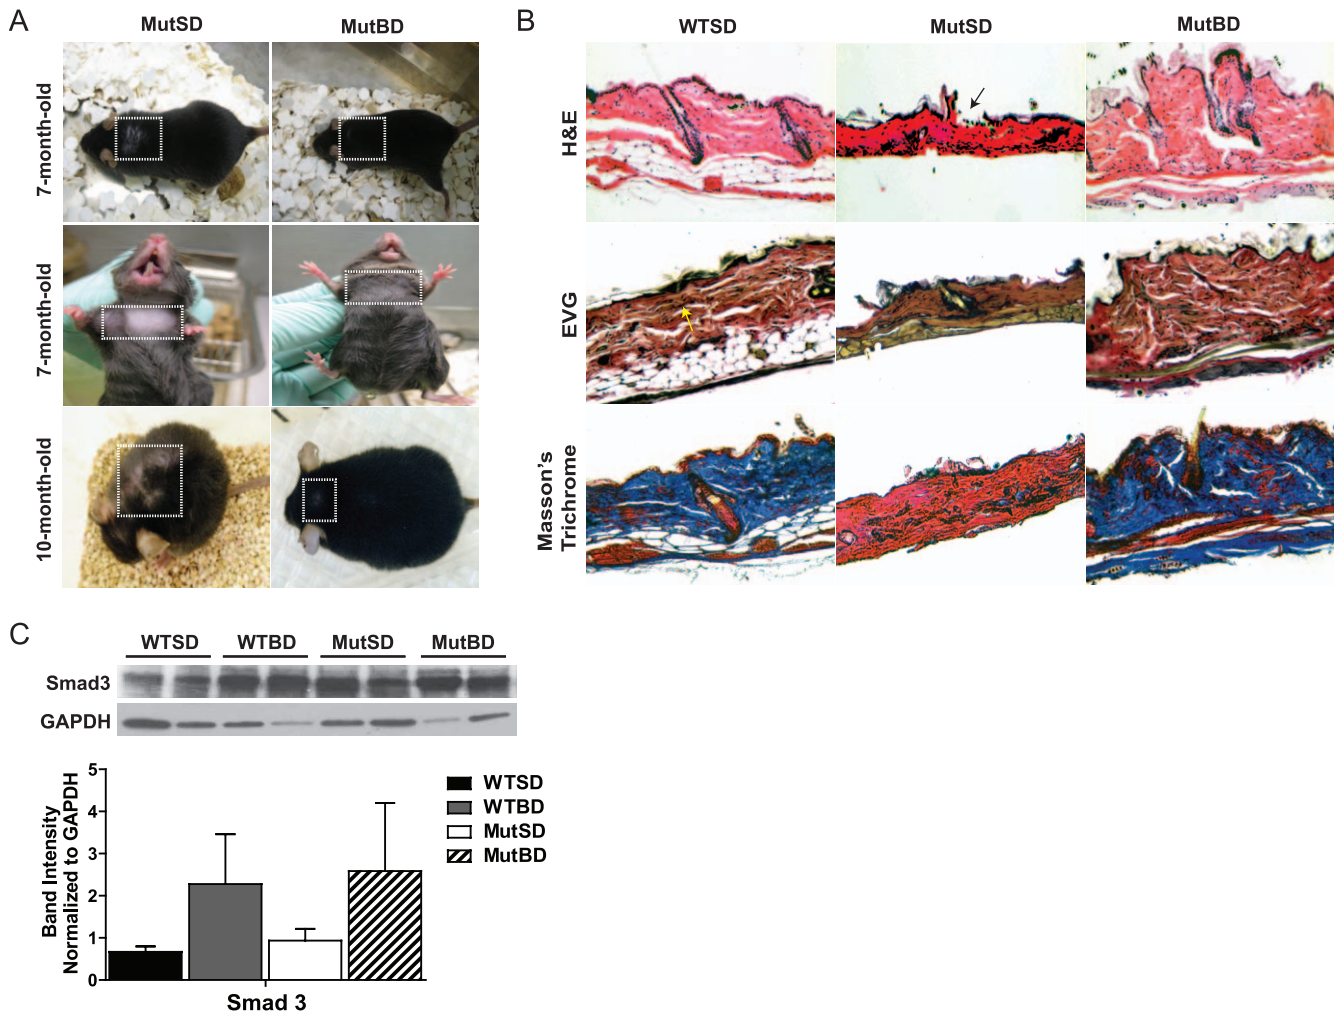 A
MutSD
MutBD
7-month-old
7-month-old
10-month-old
B
WTSD
MutSD
MutBD
H&E
EVG
Masson's
Trichrome
C
WTSD
WTBD
MutSD
MutBD
Smad3
GAPDH
Band Intensity
Normalized to GAPDH
5
4
3
2
1
0
Smad 3
WTSD
WTBD
MutSD
MutBD